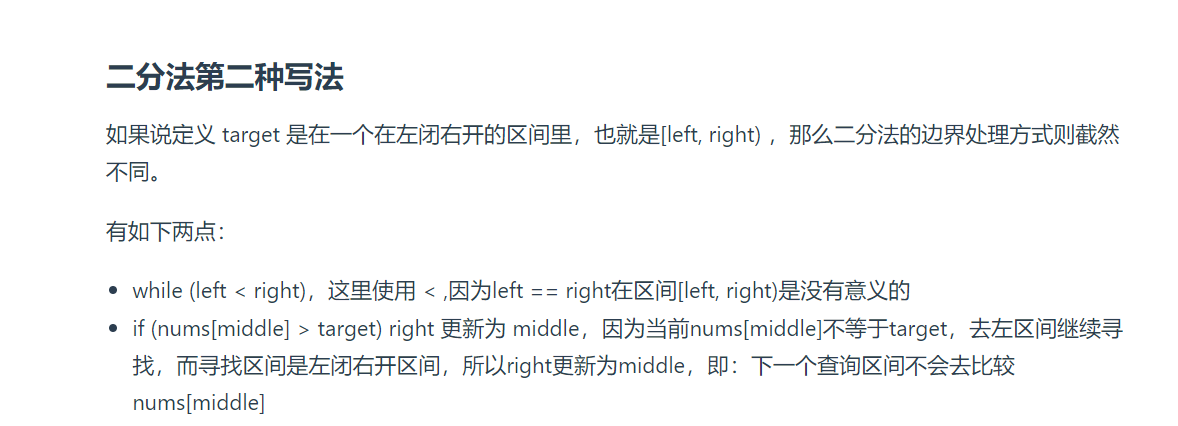 二分法第二种写法
如果说定义 target 是在一个在左闭右开的区间里，也就是[left, right) ，那么二分法的边界处理方式则截然
不同。
有如下两点：
while (left < right)，这里使用 < ,因为left == right在区间[left, right)是没有意义的
if (nums[middle] > target) right 更新为 middle，因为当前nums[middle]不等于target，去左区间继续寻
找，而寻找区间是左闭右开区间，所以right更新为middle，即：下一个查询区间不会去比较
nums[middle]